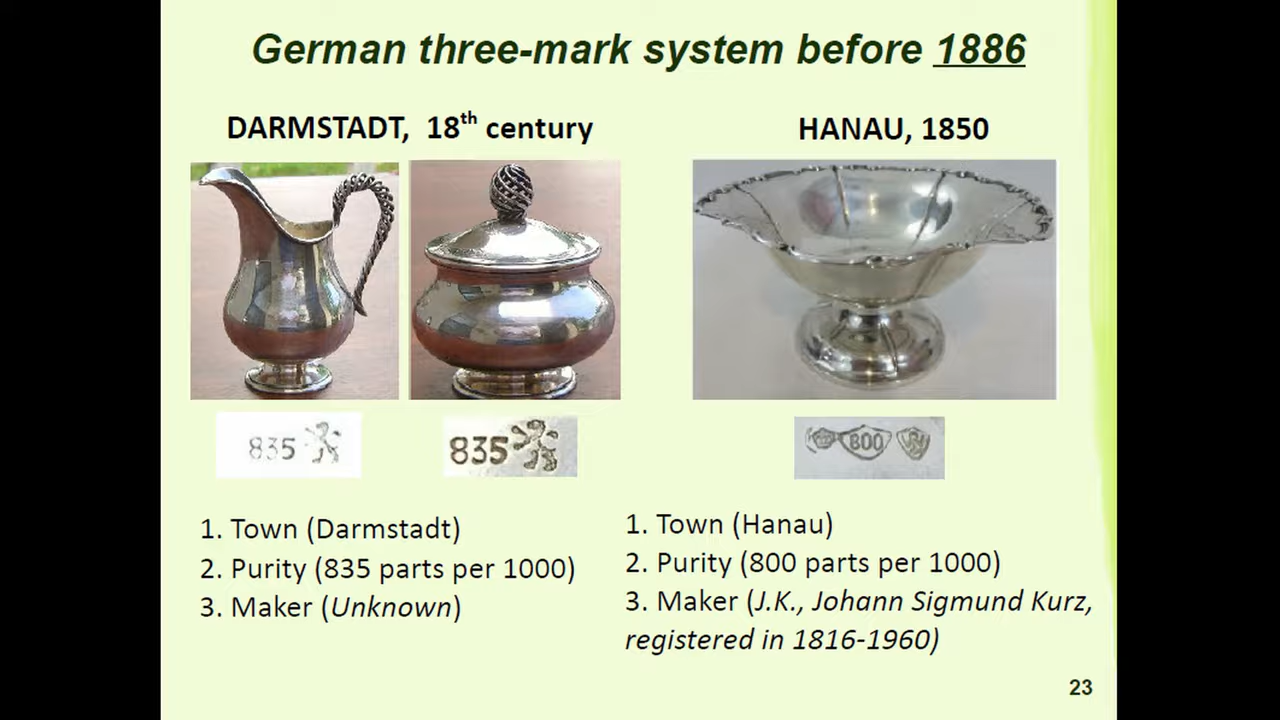 German three-mark system before 1886
DARMSTADT, 18th century
HANAU, 1850
835
835
800
1. Town (Darmstadt)
2. Purity (835 parts per 1000)
3. Maker (Unknown)
1. Town (Hanau)
2. Purity (800 parts per 1000)
3. Maker (J.K., Johann Sigmund Kurz,
registered in 1816-1960)
23